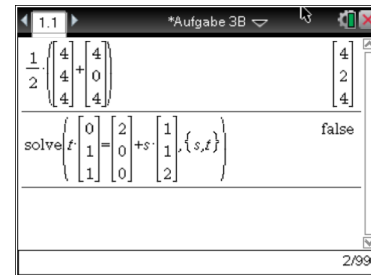 1.1 *Aufgabe 3B
1/2·([4 4 4]+[4 0 4]) [4 2 4]
solve(t·[0 1 1]=[2 0 0]+s·[1 1 2],{s,t}) false
2/99